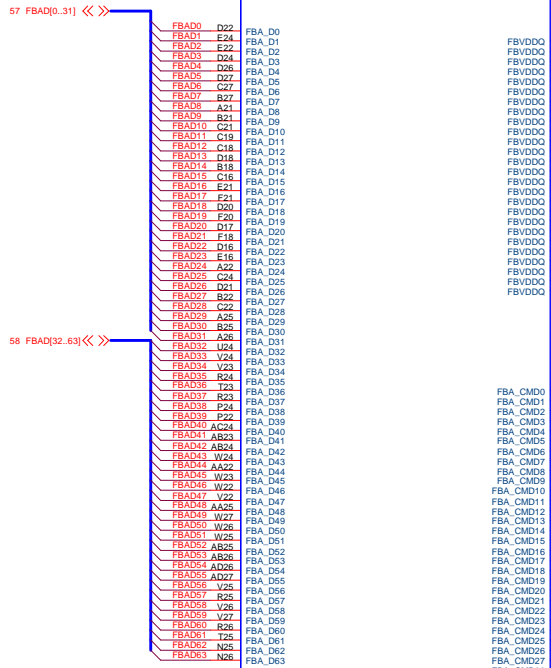 57 FBAD[0..31]
FBAD0 D22 FBA_D0
FBAD1 E24 FBA_D1 FBVDDQ
FBAD2 E22 FBA_D2 FBVDDQ
FBAD3 D24 FBA_D3 FBVDDQ
FBAD4 D26 FBA_D4 FBVDDQ
FBAD5 D27 FBA_D5 FBVDDQ
FBAD6 C27 FBA_D6 FBVDDQ
FBAD7 B27 FBA_D7 FBVDDQ
FBAD8 A21 FBA_D8 FBVDDQ
FBAD9 B21 FBA_D9 FBVDDQ
FBAD10 C21 FBA_D10 FBVDDQ
FBAD11 C19 FBA_D11 FBVDDQ
FBAD12 C18 FBA_D12 FBVDDQ
FBAD13 D18 FBA_D13 FBVDDQ
FBAD14 B18 FBA_D14 FBVDDQ
FBAD15 C16 FBA_D15 FBVDDQ
FBAD16 E21 FBA_D16 FBVDDQ
FBAD17 F21 FBA_D17 FBVDDQ
FBAD18 D20 FBA_D18 FBVDDQ
FBAD19 F20 FBA_D19 FBVDDQ
FBAD20 D17 FBA_D20 FBVDDQ
FBAD21 F18 FBA_D21 FBVDDQ
FBAD22 D16 FBA_D22 FBVDDQ
FBAD23 E16 FBA_D23 FBVDDQ
FBAD24 A22 FBA_D24 FBVDDQ
FBAD25 C24 FBA_D25 FBVDDQ
FBAD26 D21 FBA_D26 FBVDDQ
FBAD27 B22 FBA_D27
FBAD28 C22 FBA_D28
FBAD29 A25 FBA_D29
FBAD30 B25 FBA_D30
FBAD31 A26 FBA_D31
58 FBAD[32..63]
FBAD32 U24 FBA_D32
FBAD33 V24 FBA_D33
FBAD34 V23 FBA_D34
FBAD35 R24 FBA_D35
FBAD36 T23 FBA_D36 FBA_CMD0
FBAD37 R23 FBA_D37 FBA_CMD1
FBAD38 P24 FBA_D38 FBA_CMD2
FBAD39 P22 FBA_D39 FBA_CMD3
FBAD40 AC24 FBA_D40 FBA_CMD4
FBAD41 AB23 FBA_D41 FBA_CMD5
FBAD42 AB24 FBA_D42 FBA_CMD6
FBAD43 W24 FBA_D43 FBA_CMD7
FBAD44 AA22 FBA_D44 FBA_CMD8
FBAD45 W23 FBA_D45 FBA_CMD9
FBAD46 W22 FBA_D46 FBA_CMD10
FBAD47 V22 FBA_D47 FBA_CMD11
FBAD48 AA25 FBA_D48 FBA_CMD12
FBAD49 W27 FBA_D49 FBA_CMD13
FBAD50 W26 FBA_D50 FBA_CMD14
FBAD51 W25 FBA_D51 FBA_CMD15
FBAD52 AB25 FBA_D52 FBA_CMD16
FBAD53 AB26 FBA_D53 FBA_CMD17
FBAD54 AD26 FBA_D54 FBA_CMD18
FBAD55 AD27 FBA_D55 FBA_CMD19
FBAD56 V25 FBA_D56 FBA_CMD20
FBAD57 R25 FBA_D57 FBA_CMD21
FBAD58 V26 FBA_D58 FBA_CMD22
FBAD59 V27 FBA_D59 FBA_CMD23
FBAD60 R26 FBA_D60 FBA_CMD24
FBAD61 T25 FBA_D61 FBA_CMD25
FBAD62 N25 FBA_D62 FBA_CMD26
FBAD63 N26 FBA_D63 FBA_CMD27